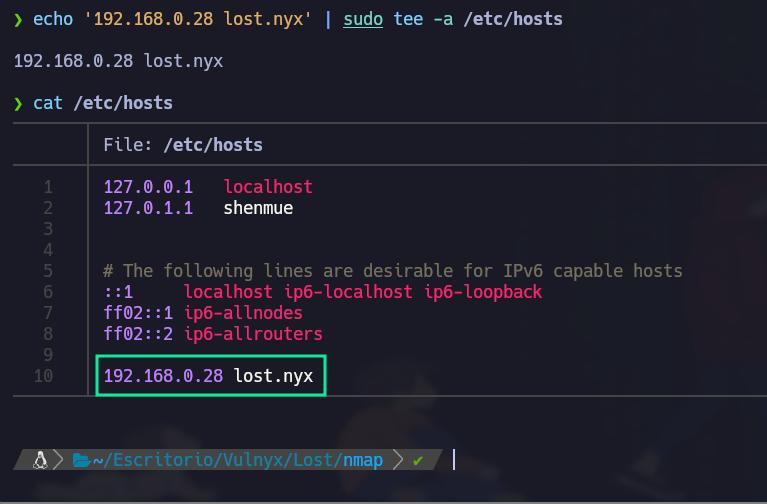 ❯ echo '192.168.0.28 lost.nyx' | sudo tee -a /etc/hosts
192.168.0.28 lost.nyx
❯ cat /etc/hosts
File: /etc/hosts
1 127.0.0.1 localhost
2 127.0.1.1 shenmue
3
4
5 # The following lines are desirable for IPv6 capable hosts
6 ::1 localhost ip6-localhost ip6-loopback
7 ff02::1 ip6-allnodes
8 ff02::2 ip6-allrouters
9
10 192.168.0.28 lost.nyx
~/Escritorio/Vulnyx/Lost/nmap ✔